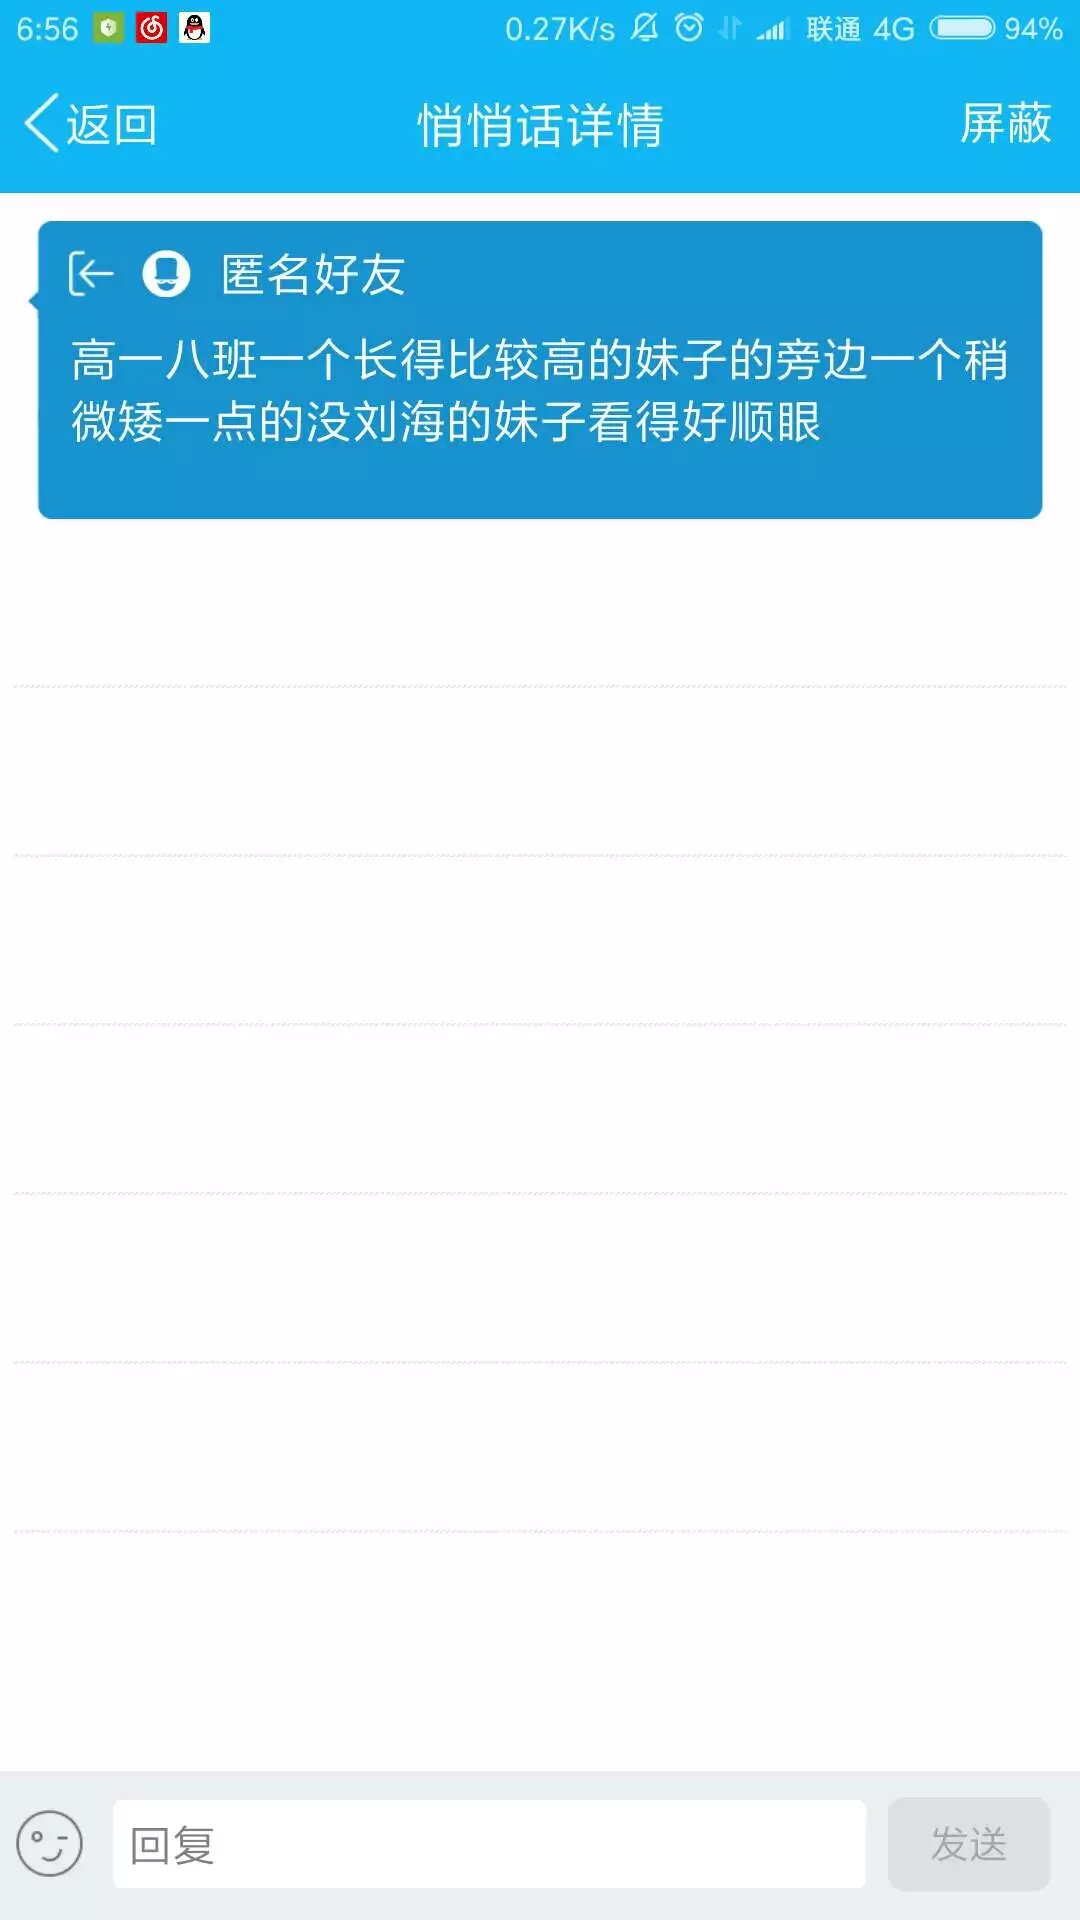 6:56 0.27K/s 联通 4G 94%
返回 悄悄话详情 屏蔽
匿名好友
高一八班一个长得比较高的妹子的旁边一个稍
微矮一点的没刘海的妹子看得好顺眼
回复 发送